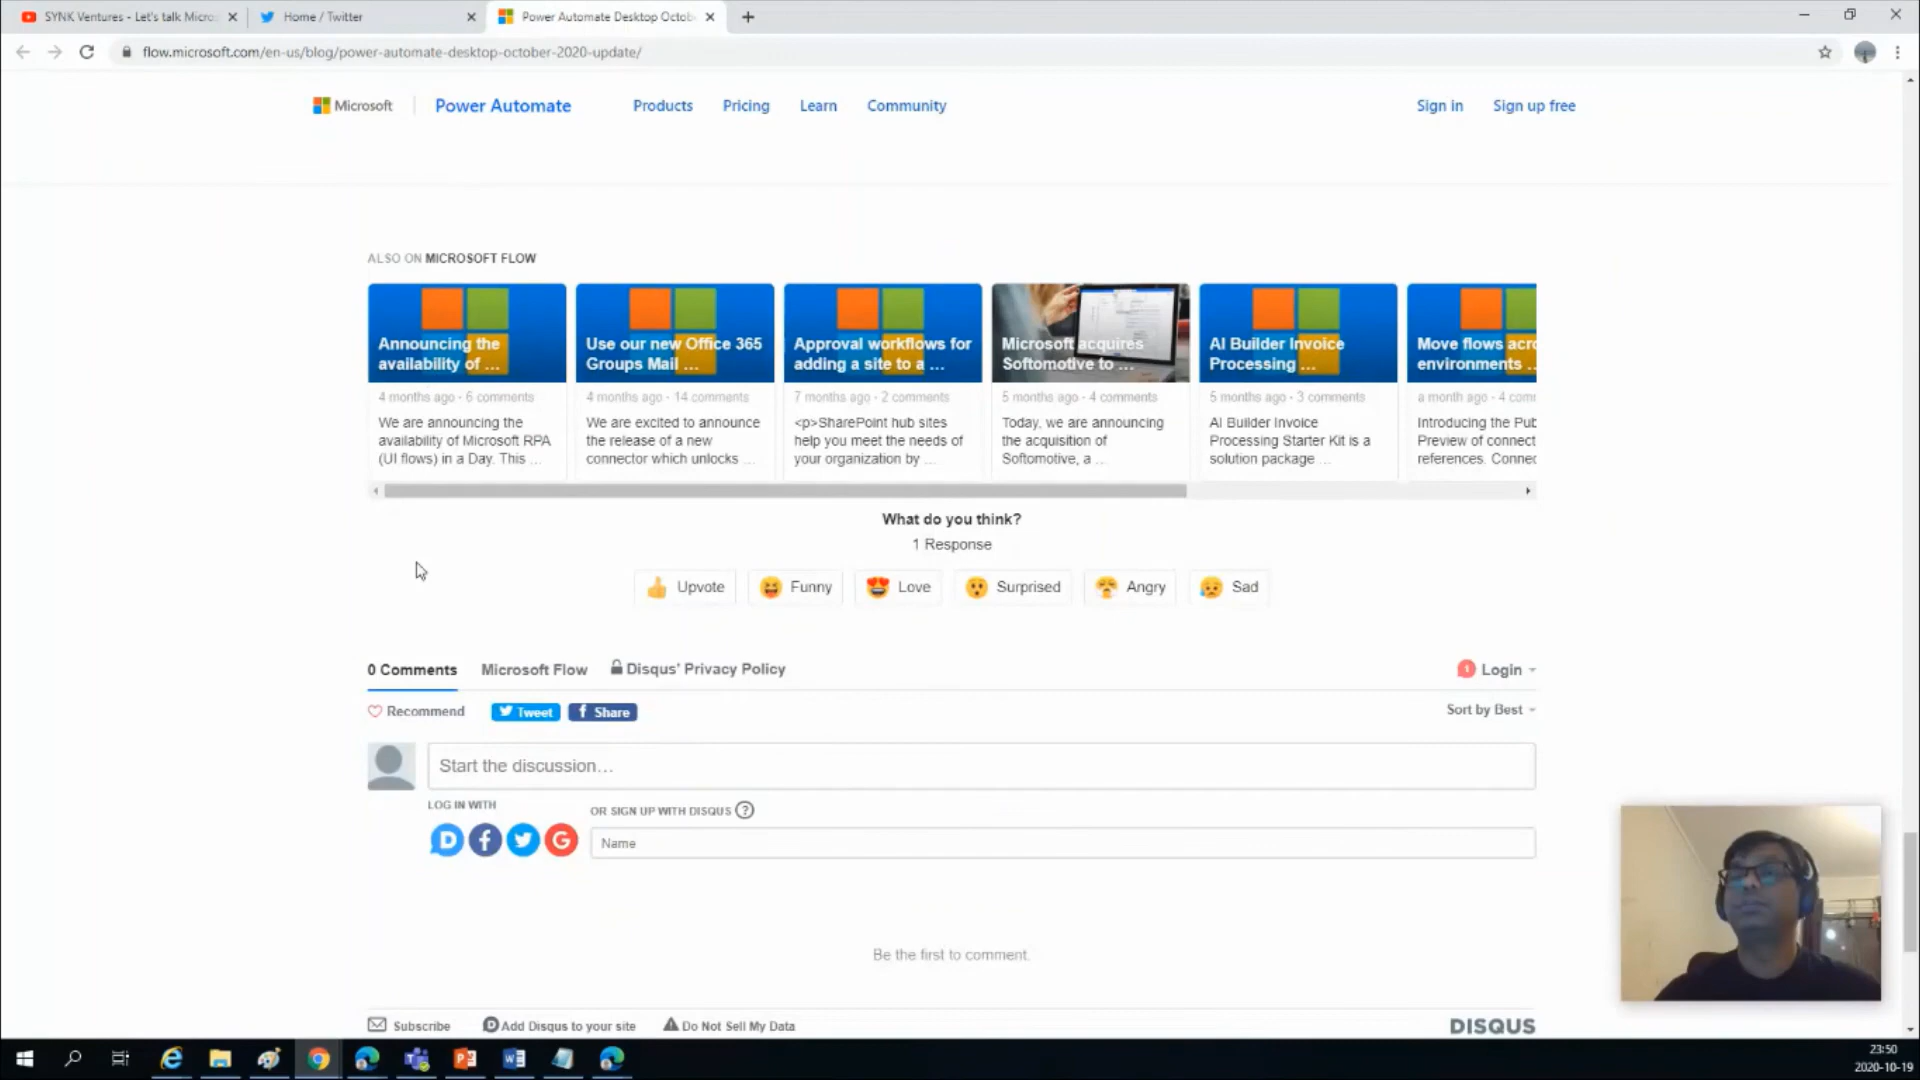 SYNK Ventures - Let's talk Micro
Home / Twitter
Power Automate Desktop Octob
flow.microsoft.com/en-us/blog/power-automate-desktop-october-2020-update/
Microsoft
Power Automate
Products
Pricing
Learn
Community
Sign in
Sign up free
ALSO ON MICROSOFT FLOW
Announcing the
availability of ...
4 months ago • 6 comments
We are announcing the
availability of Microsoft RPA
(UI flows) in a Day. This ...
Use our new Office 365
Groups Mail ...
4 months ago • 14 comments
We are excited to announce
the release of a new
connector which unlocks ...
Approval workflows for
adding a site to a ...
7 months ago • 2 comments
<p>SharePoint hub sites
help you meet the needs of
your organization by ...
Microsoft acquires
Softomotive to ...
5 months ago • 4 comments
Today, we are announcing
the acquisition of
Softomotive, a ...
AI Builder Invoice
Processing ...
5 months ago • 3 comments
AI Builder Invoice
Processing Starter Kit is a
solution package ...
Move flows acro
environments ..
a month ago • 4 com
Introducing the Pub
Preview of connect
references. Connec
What do you think?
1 Response
Upvote
Funny
Love
Surprised
Angry
Sad
0 Comments
Microsoft Flow
Disqus' Privacy Policy
1
Login
Recommend
Tweet
f Share
Sort by Best
Start the discussion…
LOG IN WITH
OR SIGN UP WITH DISQUS ?
D
f
G
Name
Be the first to comment.
Subscribe
D Add Disqus to your site
Do Not Sell My Data
DISQUS
23:50
2020-10-19